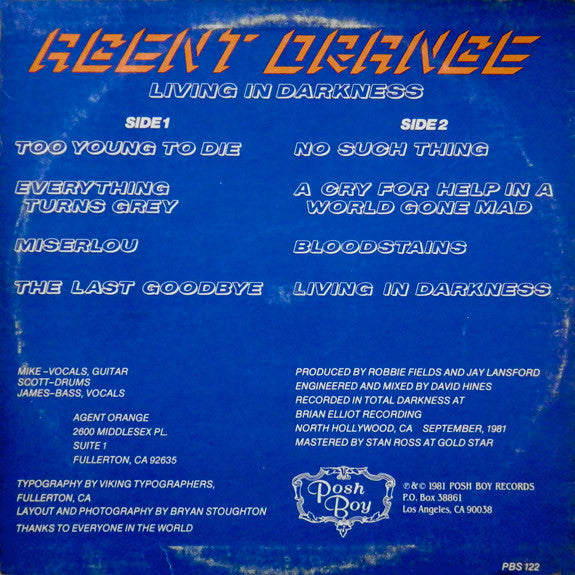 AGENT ORANGE
LIVING IN DARKNESS
SIDE 1
TOO YOUNG TO DIE
EVERYTHING
TURNS GREY
MISERLOU
THE LAST GOODBYE
SIDE 2
NO SUCH THING
A CRY FOR HELP IN A
WORLD GONE MAD
BLOODSTAINS
LIVING IN DARKNESS
MIKE–VOCALS, GUITAR
SCOTT–DRUMS
JAMES–BASS, VOCALS
AGENT ORANGE
2600 MIDDLESEX PL.
SUITE 1
FULLERTON, CA 92635
TYPOGRAPHY BY VIKING TYPOGRAPHERS,
FULLERTON, CA
LAYOUT AND PHOTOGRAPHY BY BRYAN STOUGHTON
THANKS TO EVERYONE IN THE WORLD
PRODUCED BY ROBBIE FIELDS AND JAY LANSFORD
ENGINEERED AND MIXED BY DAVID HINES
RECORDED IN TOTAL DARKNESS AT
BRIAN ELLIOT RECORDING
NORTH HOLLYWOOD, CA SEPTEMBER, 1981
MASTERED BY STAN ROSS AT GOLD STAR
Posh
Boy
℗&© 1981 POSH BOY RECORDS
P.O. Box 38861
Los Angeles, CA 90038
PBS 122